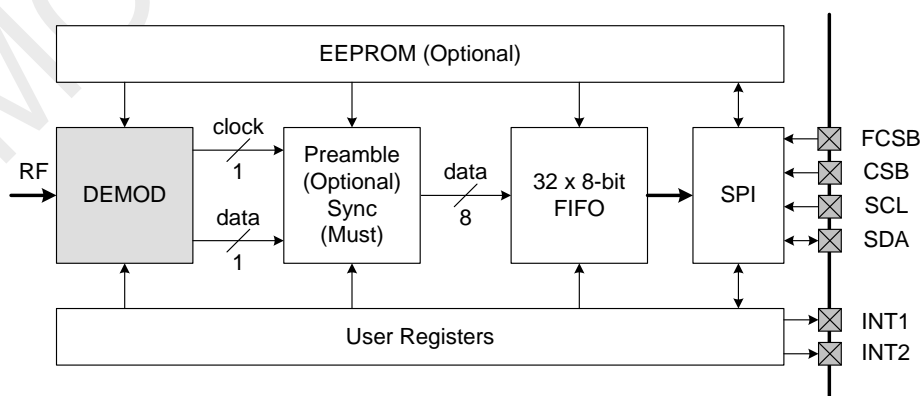 EEPROM (Optional)
RF
DEMOD
clock
1
data
1
Preamble
(Optional)
Sync
(Must)
data
8
32 x 8-bit
FIFO
SPI
FCSB
CSB
SCL
SDA
User Registers
INT1
INT2